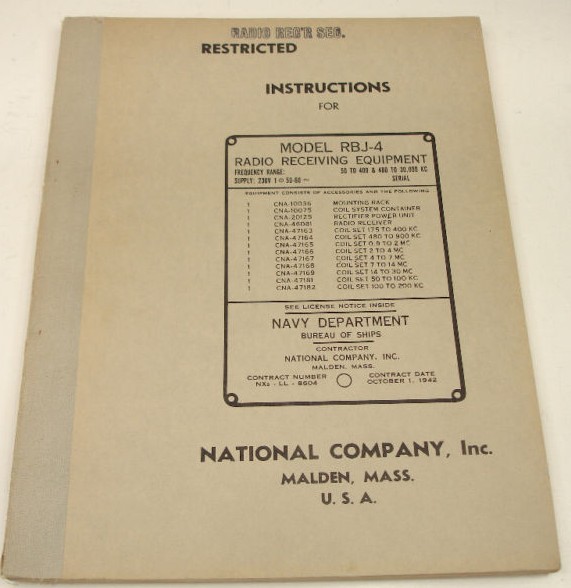 RADIO REC'R SEC.
RESTRICTED
INSTRUCTIONS
FOR
MODEL RBJ-4
RADIO RECEIVING EQUIPMENT
FREQUENCY RANGE: 50 TO 400 & 480 TO 30,000 KC
SUPPLY: 230V 1 50-60 SERIAL
EQUIPMENT CONSISTS OF ACCESSORIES AND THE FOLLOWING
1 CNA-10036 MOUNTING RACK
1 CNA-10075 COIL SYSTEM CONTAINER
1 CNA-20125 RECTIFIER POWER UNIT
1 CNA-46081 RADIO RECEIVER
1 CNA-47163 COIL SET 175 TO 400 KC
1 CNA-47164 COIL SET 480 TO 900 KC
1 CNA-47165 COIL SET 0.9 TO 2 MC
1 CNA-47166 COIL SET 2 TO 4 MC
1 CNA-47167 COIL SET 4 TO 7 MC
1 CNA-47168 COIL SET 7 TO 14 MC
1 CNA-47169 COIL SET 14 TO 30 MC
1 CNA-47181 COIL SET 50 TO 100 KC
1 CNA-47182 COIL SET 100 TO 200 KC
SEE LICENSE NOTICE INSIDE
NAVY DEPARTMENT
BUREAU OF SHIPS
CONTRACTOR
NATIONAL COMPANY, INC.
MALDEN, MASS.
CONTRACT NUMBER CONTRACT DATE
NXs - LL - 8604 OCTOBER 1, 1942
NATIONAL COMPANY, Inc.
MALDEN, MASS.
U. S. A.